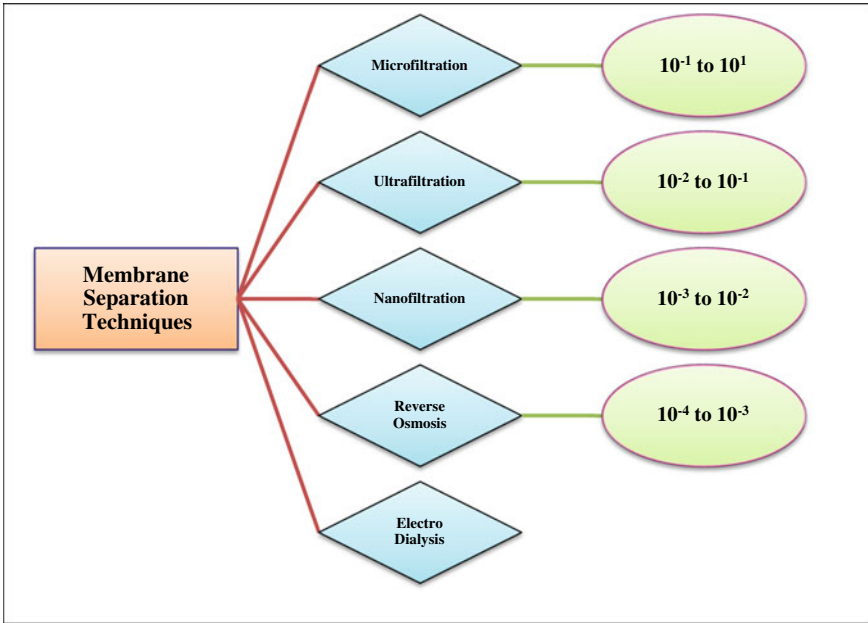 Microfiltration
10⁻¹ to 10¹
Ultrafiltration
10⁻² to 10⁻¹
Membrane
Separation
Techniques
Nanofiltration
10⁻³ to 10⁻²
Reverse
Osmosis
10⁻⁴ to 10⁻³
Electro
Dialysis